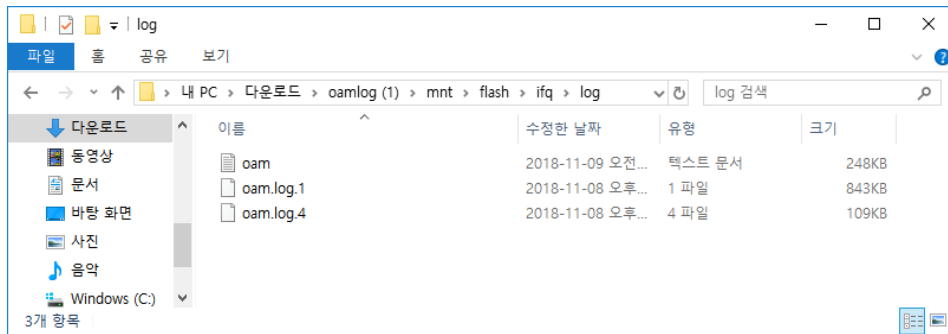 log
파일 홈 공유 보기
내 PC > 다운로드 > oamlog (1) > mnt > flash > ifq > log
log 검색
다운로드
동영상
문서
바탕 화면
사진
음악
Windows (C:)
이름 수정한 날짜 유형 크기
oam 2018-11-09 오전... 텍스트 문서 248KB
oam.log.1 2018-11-08 오후... 1 파일 843KB
oam.log.4 2018-11-08 오후... 4 파일 109KB
3개 항목